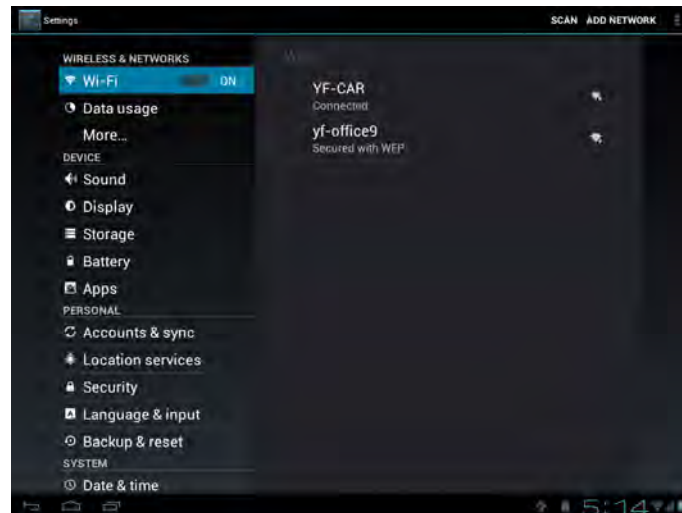 Settings
SCAN ADD NETWORK
WIRELESS & NETWORKS
Wi-Fi ON
Data usage
More...
DEVICE
Sound
Display
Storage
Battery
Apps
PERSONAL
Accounts & sync
Location services
Security
Language & input
Backup & reset
SYSTEM
Date & time
YF-CAR
Connected
yf-office9
Secured with WEP
5:14